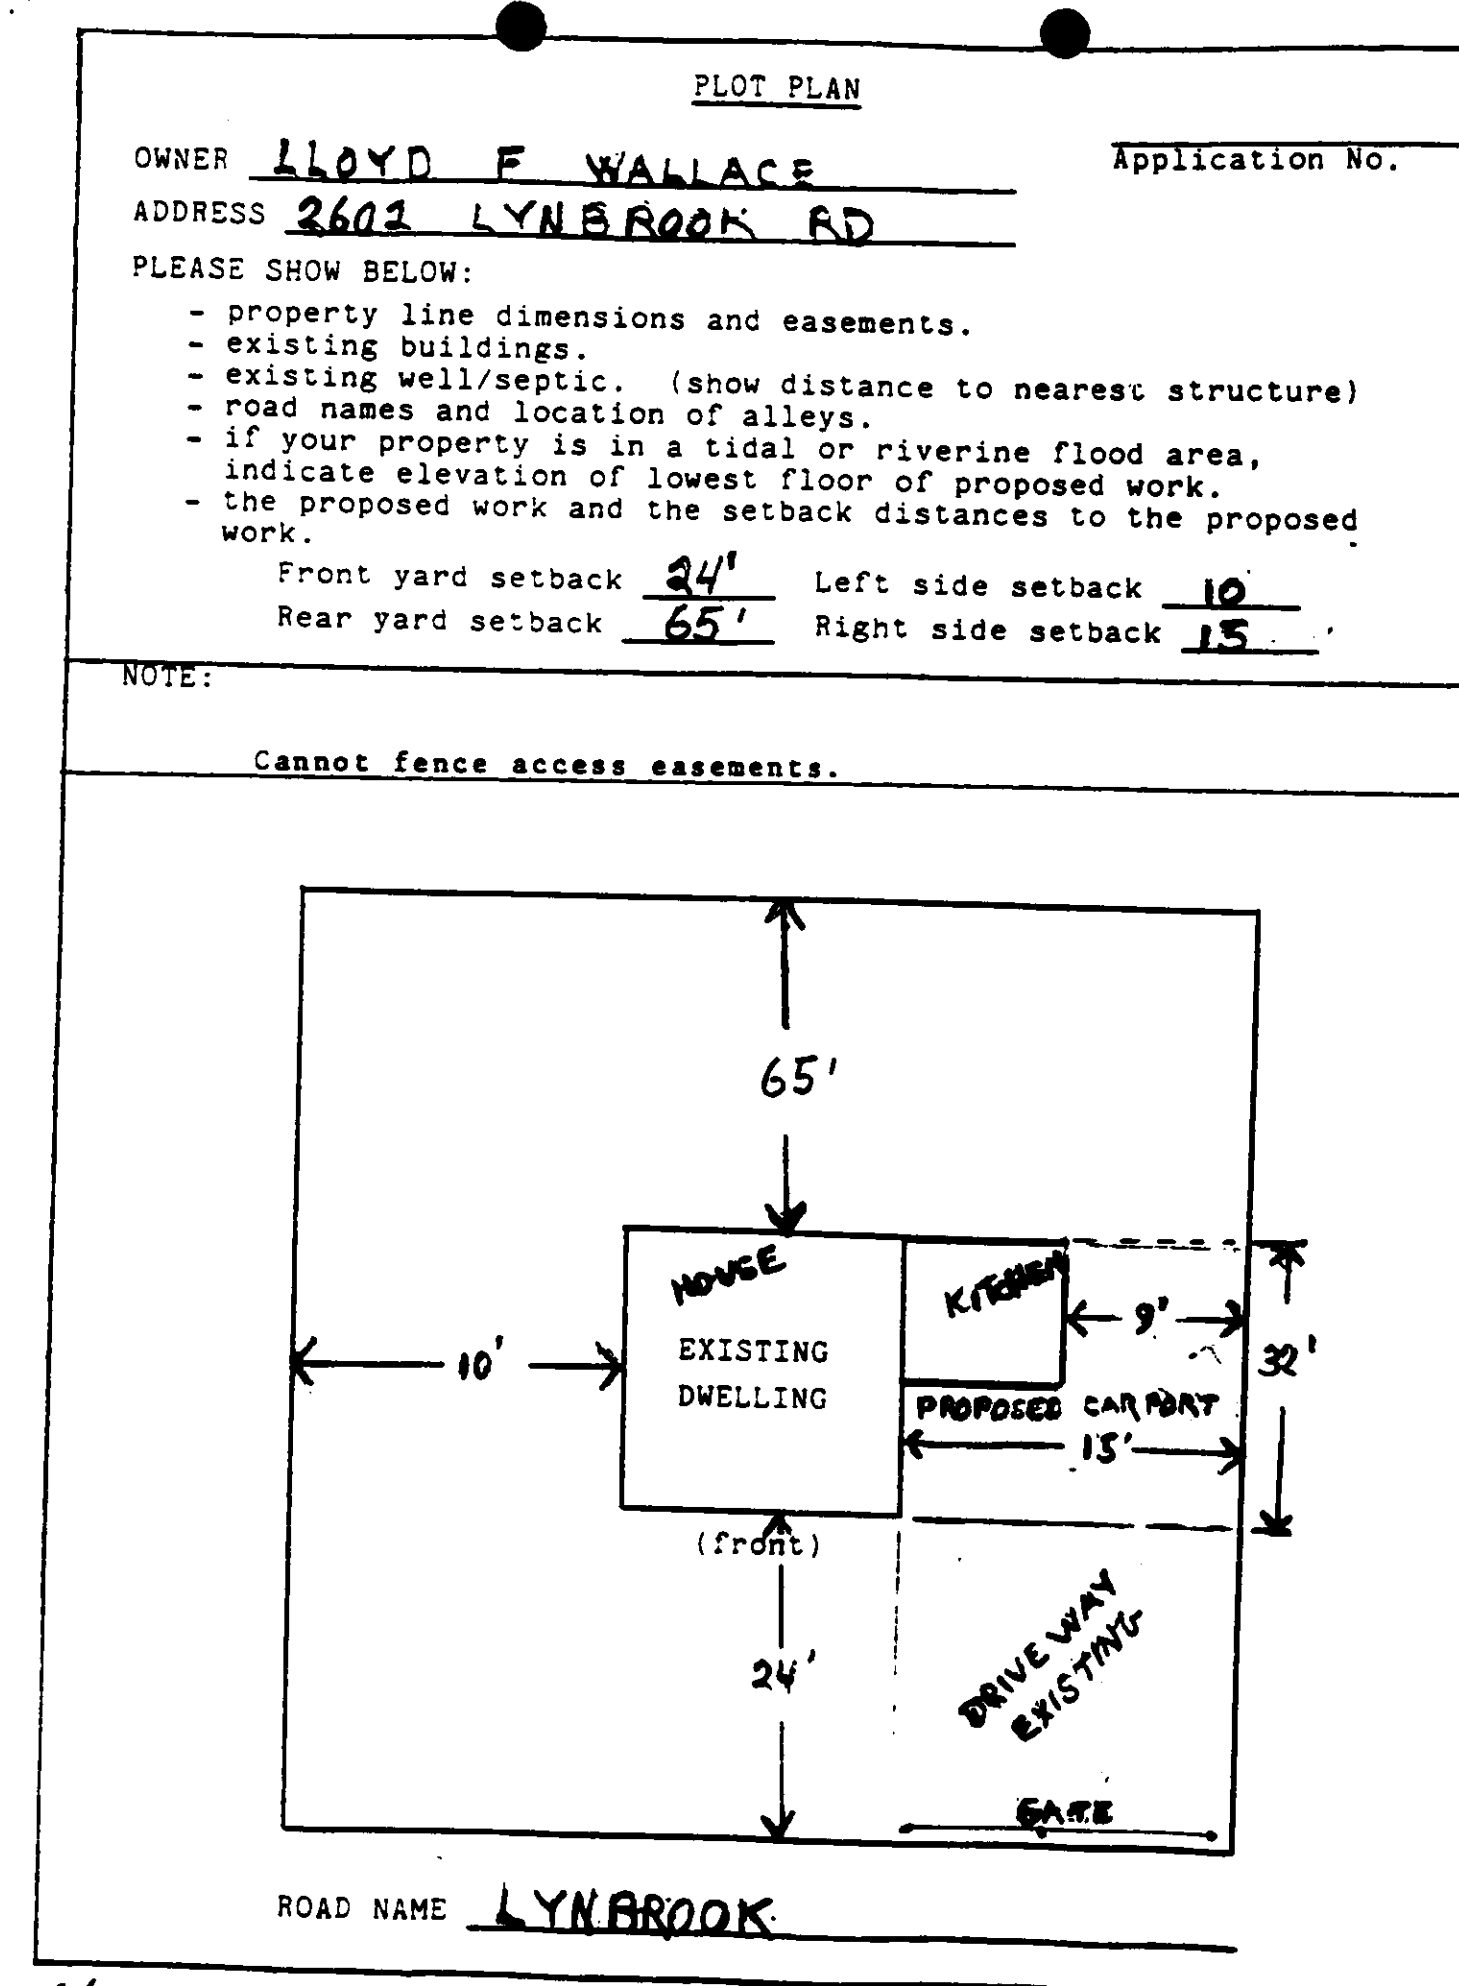 PLOT PLAN
OWNER LLOYD F WALLACE
Application No.
ADDRESS 2602 LYNBROOK RD
PLEASE SHOW BELOW:
- property line dimensions and easements.
- existing buildings.
- existing well/septic. (show distance to nearest structure)
- road names and location of alleys.
- if your property is in a tidal or riverine flood area,
indicate elevation of lowest floor of proposed work.
- the proposed work and the setback distances to the proposed
work.
Front yard setback 24' Left side setback 10
Rear yard setback 65' Right side setback 15
NOTE:
Cannot fence access easements.
65'
HOUSE
KITCHEN
9'
32'
10'
EXISTING
DWELLING
PROPOSED CARPORT
15'
(front)
24'
DRIVEWAY
EXISTING
GATE
ROAD NAME LYNBROOK